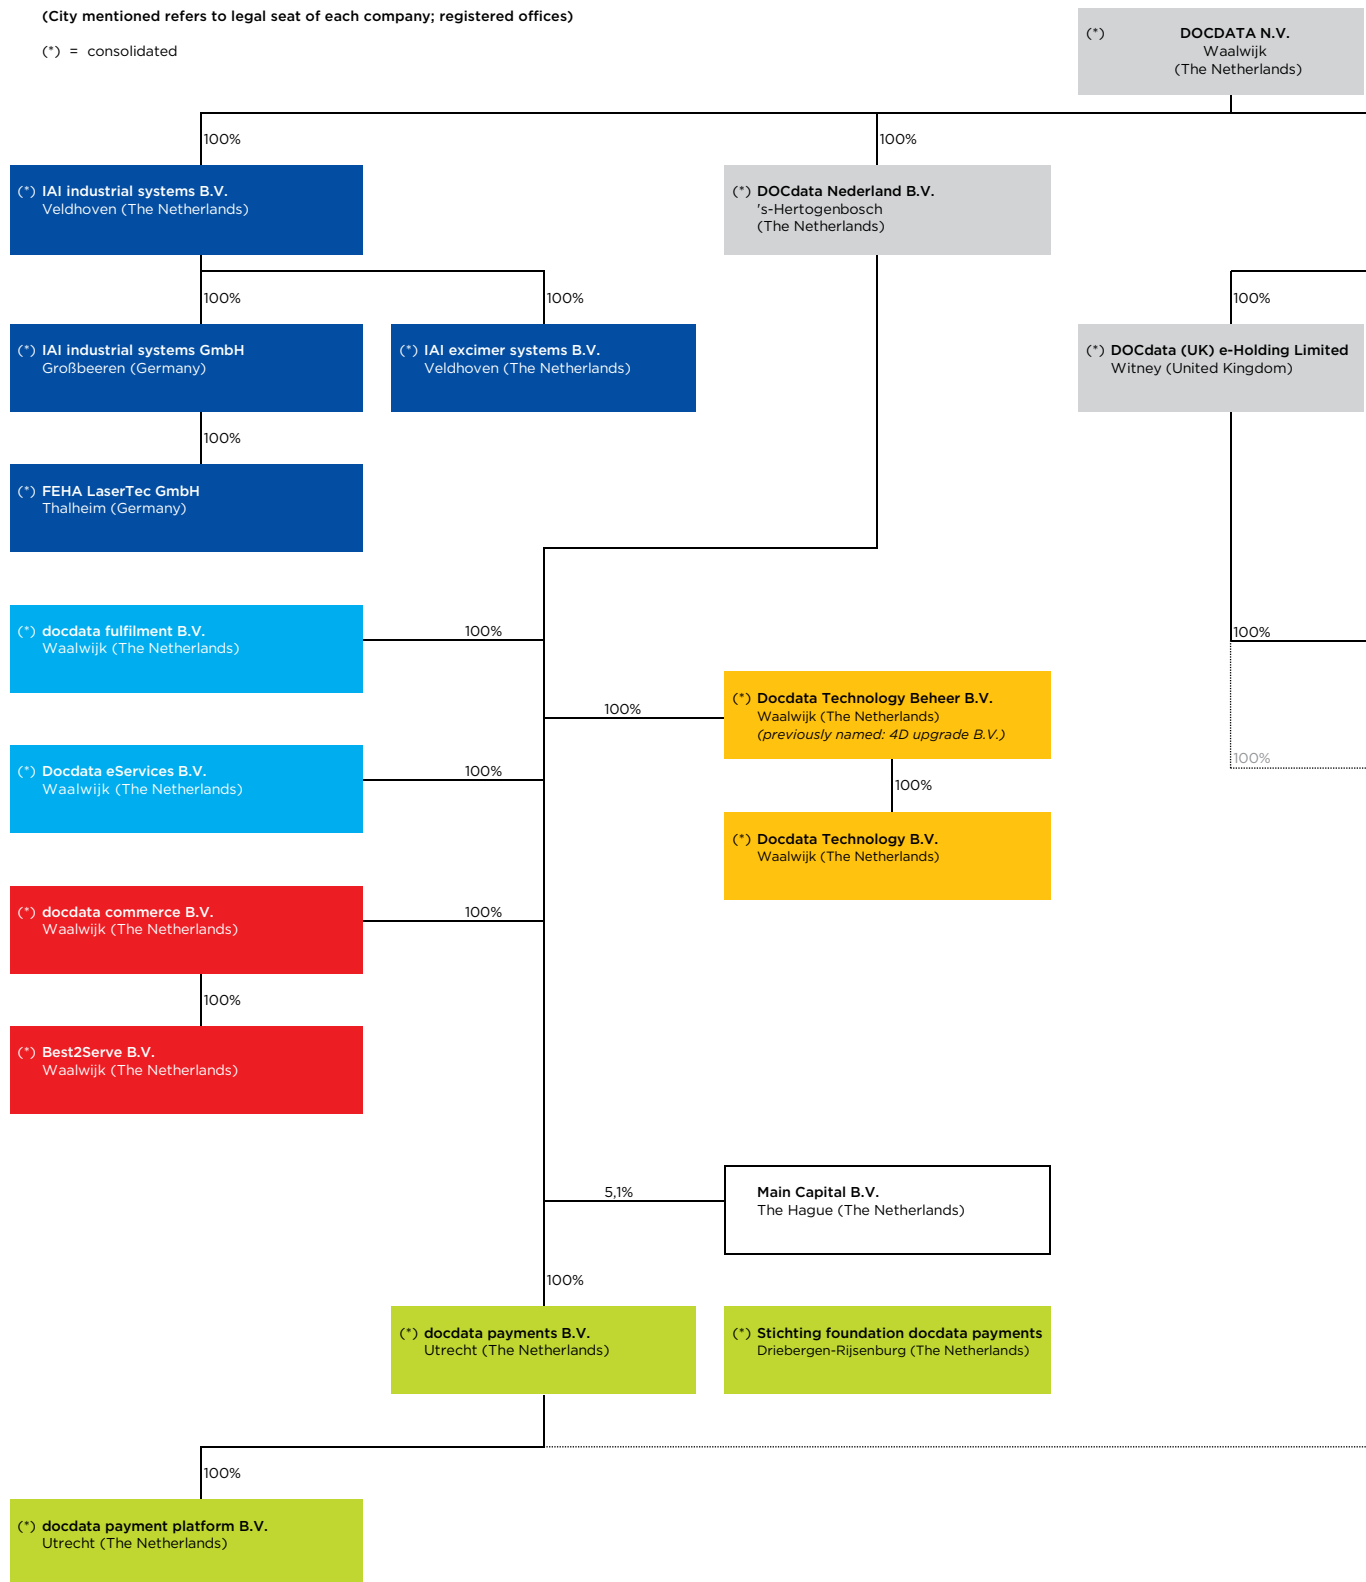 (City mentioned refers to legal seat of each company; registered offices)
(*) = consolidated
(*) DOCDATA N.V.
Waalwijk
(The Netherlands)
100%
100%
(*) IAI industrial systems B.V.
Veldhoven (The Netherlands)
(*) DOCdata Nederland B.V.
's-Hertogenbosch
(The Netherlands)
100%
100%
100%
(*) IAI industrial systems GmbH
Großbeeren (Germany)
(*) IAI excimer systems B.V.
Veldhoven (The Netherlands)
(*) DOCdata (UK) e-Holding Limited
Witney (United Kingdom)
100%
(*) FEHA LaserTec GmbH
Thalheim (Germany)
(*) docdata fulfilment B.V.
Waalwijk (The Netherlands)
100%
100%
100%
(*) Docdata Technology Beheer B.V.
Waalwijk (The Netherlands)
(previously named: 4D upgrade B.V.)
100%
(*) Docdata eServices B.V.
Waalwijk (The Netherlands)
100%
100%
(*) Docdata Technology B.V.
Waalwijk (The Netherlands)
(*) docdata commerce B.V.
Waalwijk (The Netherlands)
100%
100%
(*) Best2Serve B.V.
Waalwijk (The Netherlands)
5,1%
Main Capital B.V.
The Hague (The Netherlands)
100%
(*) docdata payments B.V.
Utrecht (The Netherlands)
(*) Stichting foundation docdata payments
Driebergen-Rijsenburg (The Netherlands)
100%
(*) docdata payment platform B.V.
Utrecht (The Netherlands)